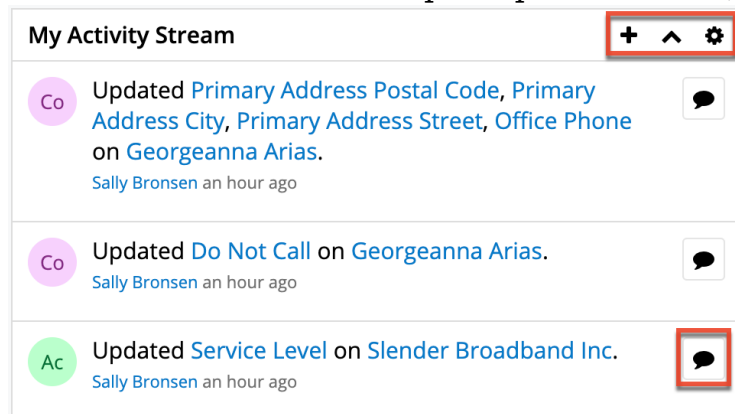 My Activity Stream
Co
Updated Primary Address Postal Code, Primary
Address City, Primary Address Street, Office Phone
on Georgeanna Arias.
Sally Bronsen an hour ago
Co
Updated Do Not Call on Georgeanna Arias.
Sally Bronsen an hour ago
Ac
Updated Service Level on Slender Broadband Inc.
Sally Bronsen an hour ago